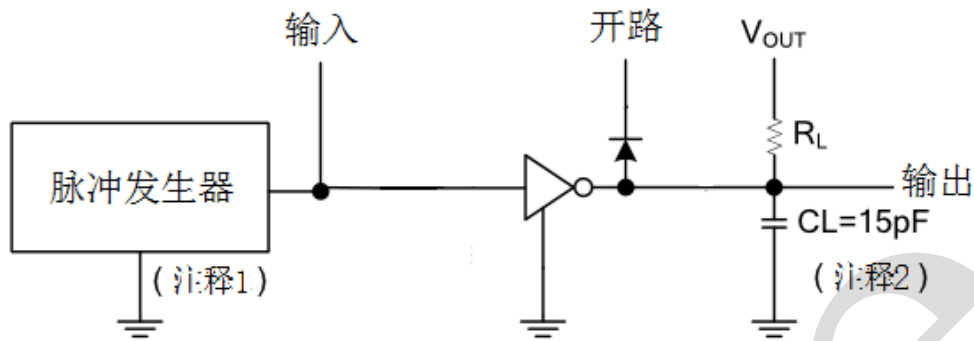 输入
开路
VOUT
RL
脉冲发生器
输出
CL=15pF
(注释1)
(注释2)